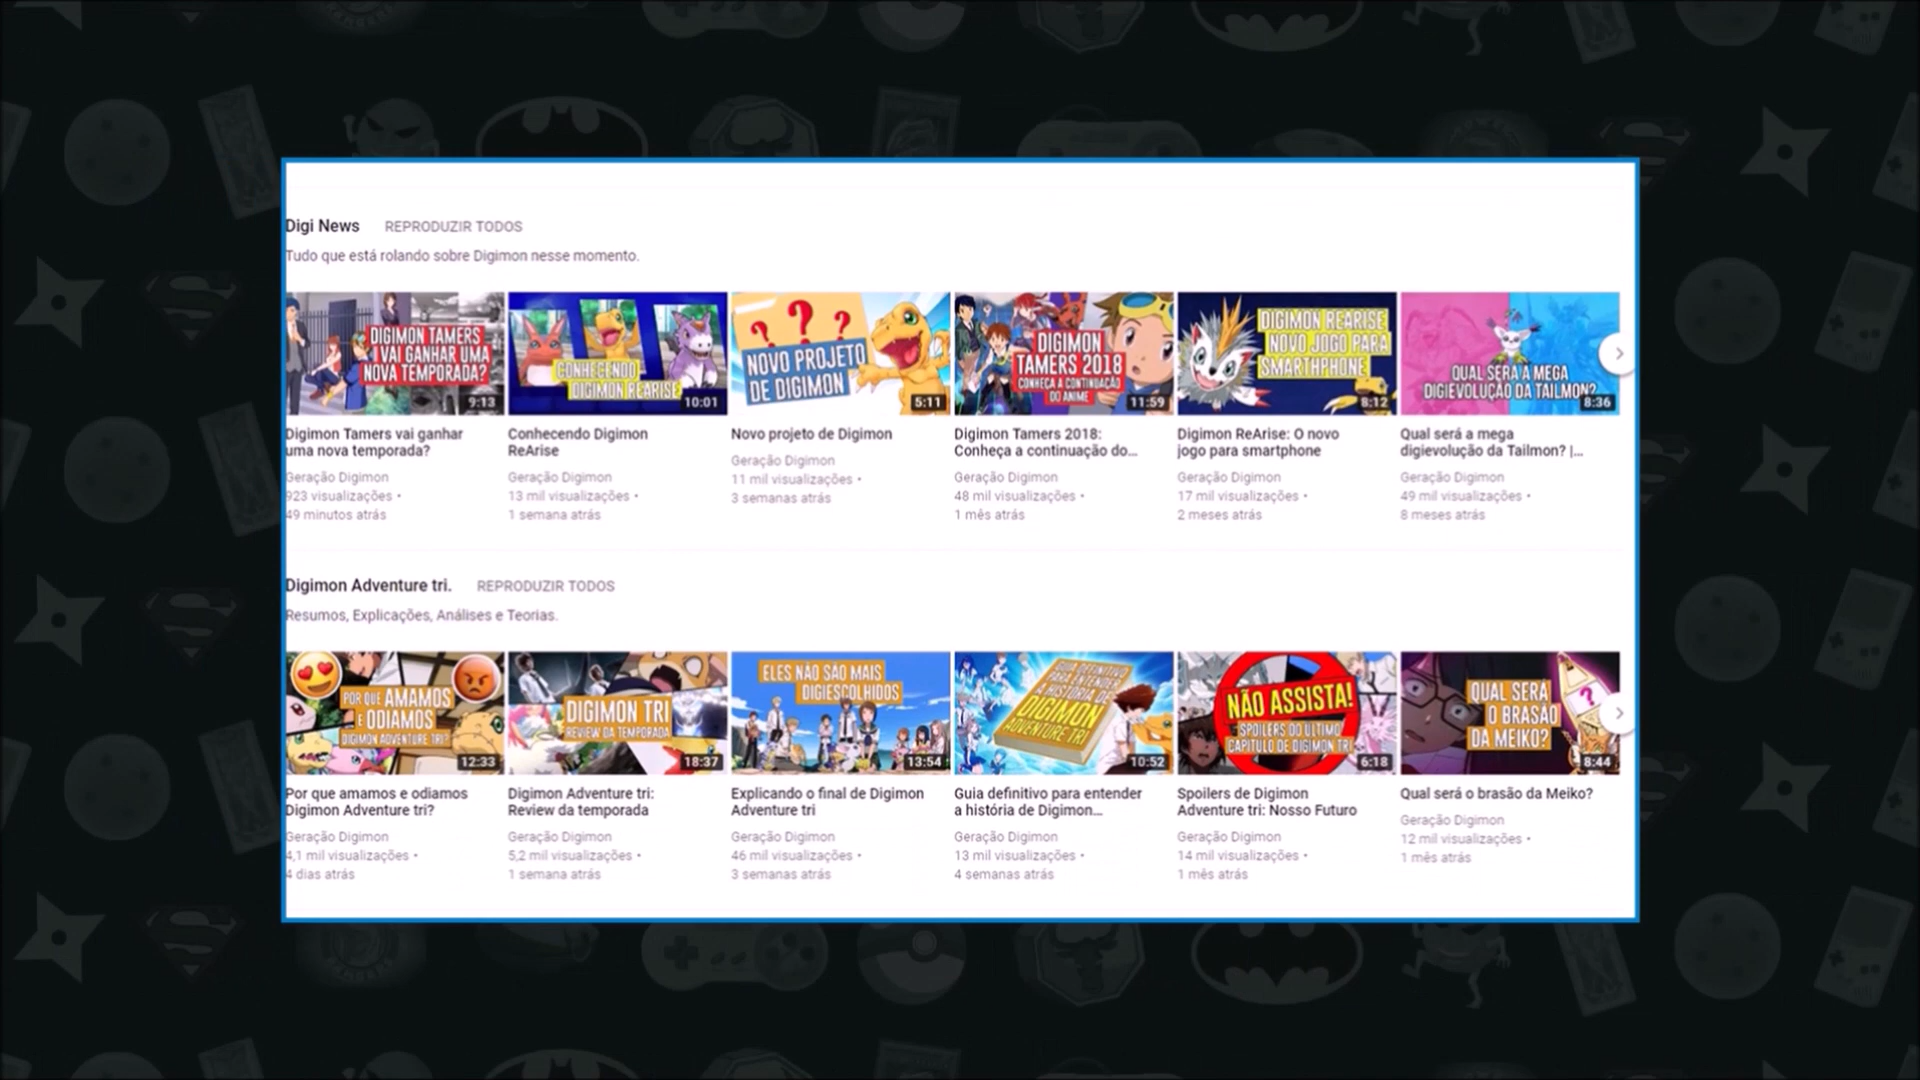 Digi News REPRODUZIR TODOS
Tudo que está rolando sobre Digimon nesse momento.
DIGIMON TAMERS
VAI GANHAR UMA
NOVA TEMPORADA?
9:13
CONHECENDO
DIGIMON REARISE
10:01
? ? ?
NOVO PROJETO
DE DIGIMON
5:11
DIGIMON
TAMERS 2018
CONHEÇA A CONTINUAÇÃO
DO ANIME
11:59
DIGIMON REARISE
NOVO JOGO PARA
SMARTHPHONE
8:12
QUAL SERÁ A MEGA
DIGIEVOLUÇÃO DA TAILMON?
8:36
Digimon Tamers vai ganhar
uma nova temporada?
Geração Digimon
923 visualizações •
49 minutos atrás
Conhecendo Digimon
ReArise
Geração Digimon
13 mil visualizações •
1 semana atrás
Novo projeto de Digimon
Geração Digimon
11 mil visualizações •
3 semanas atrás
Digimon Tamers 2018:
Conheça a continuação do...
Geração Digimon
48 mil visualizações •
1 mês atrás
Digimon ReArise: O novo
jogo para smartphone
Geração Digimon
17 mil visualizações •
2 meses atrás
Qual será a mega
digievolução da Tailmon? |...
Geração Digimon
49 mil visualizações •
8 meses atrás
Digimon Adventure tri. REPRODUZIR TODOS
Resumos, Explicações, Análises e Teorias.
POR QUE AMAMOS
E ODIAMOS
DIGIMON ADVENTURE TRI?
12:33
DIGIMON TRI
REVIEW DA TEMPORADA
18:37
ELES NÃO SÃO MAIS
DIGIESCOLHIDOS
13:54
GUIA DEFINITIVO
PARA ENTENDER
A HISTÓRIA DE
DIGIMON
ADVENTURE TRI
10:52
NÃO ASSISTA!
SPOILERS DO ÚLTIMO
CAPÍTULO DE DIGIMON TRI
6:18
QUAL SERÁ
O BRASÃO
DA MEIKO?
?
8:44
Por que amamos e odiamos
Digimon Adventure tri?
Geração Digimon
4,1 mil visualizações •
4 dias atrás
Digimon Adventure tri:
Review da temporada
Geração Digimon
5,2 mil visualizações •
1 semana atrás
Explicando o final de Digimon
Adventure tri
Geração Digimon
46 mil visualizações •
3 semanas atrás
Guia definitivo para entender
a história de Digimon...
Geração Digimon
13 mil visualizações •
4 semanas atrás
Spoilers de Digimon
Adventure tri: Nosso Futuro
Geração Digimon
14 mil visualizações •
1 mês atrás
Qual será o brasão da Meiko?
Geração Digimon
12 mil visualizações •
1 mês atrás